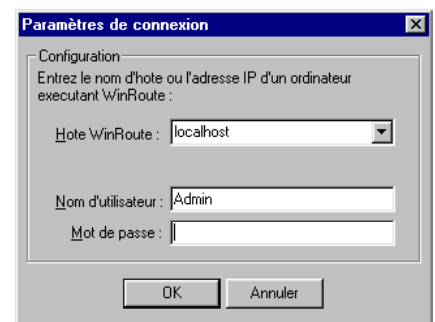 Paramètres de connexion
Configuration
Entrez le nom d'hote ou l'adresse IP d'un ordinateur
executant WinRoute :
Hote WinRoute : localhost
Nom d'utilisateur : Admin
Mot de passe :
OK Annuler